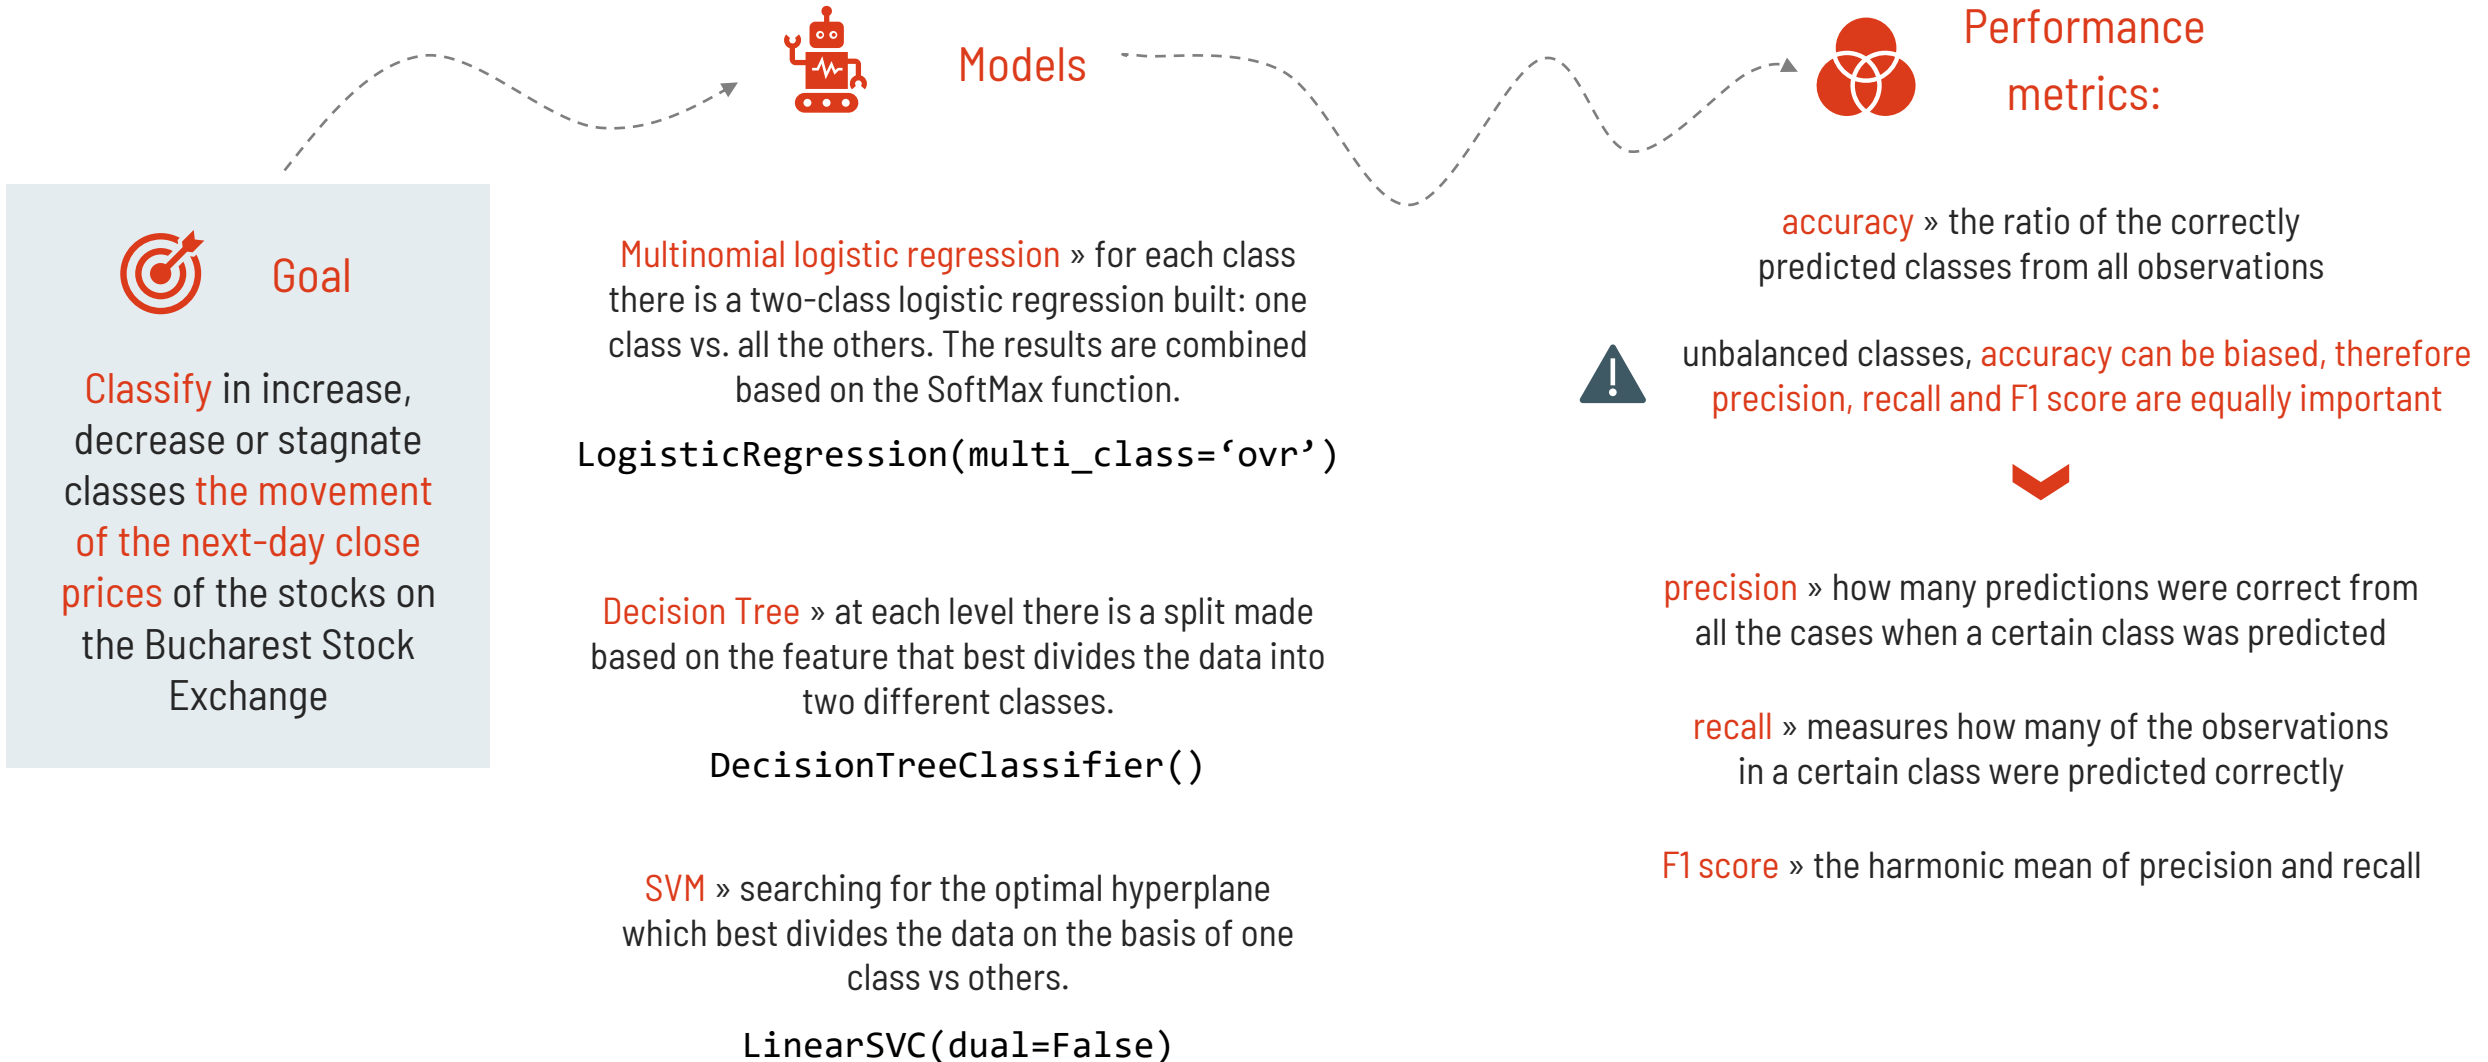 Goal
Classify in increase,
decrease or stagnate
classes the movement
of the next-day close
prices of the stocks on
the Bucharest Stock
Exchange
Models
Multinomial logistic regression » for each class
there is a two-class logistic regression built: one
class vs. all the others. The results are combined
based on the SoftMax function.
LogisticRegression(multi_class=‘ovr’)
Decision Tree » at each level there is a split made
based on the feature that best divides the data into
two different classes.
DecisionTreeClassifier()
SVM » searching for the optimal hyperplane
which best divides the data on the basis of one
class vs others.
LinearSVC(dual=False)
Performance
metrics:
accuracy » the ratio of the correctly
predicted classes from all observations
unbalanced classes, accuracy can be biased, therefore
precision, recall and F1 score are equally important
precision » how many predictions were correct from
all the cases when a certain class was predicted
recall » measures how many of the observations
in a certain class were predicted correctly
F1 score » the harmonic mean of precision and recall